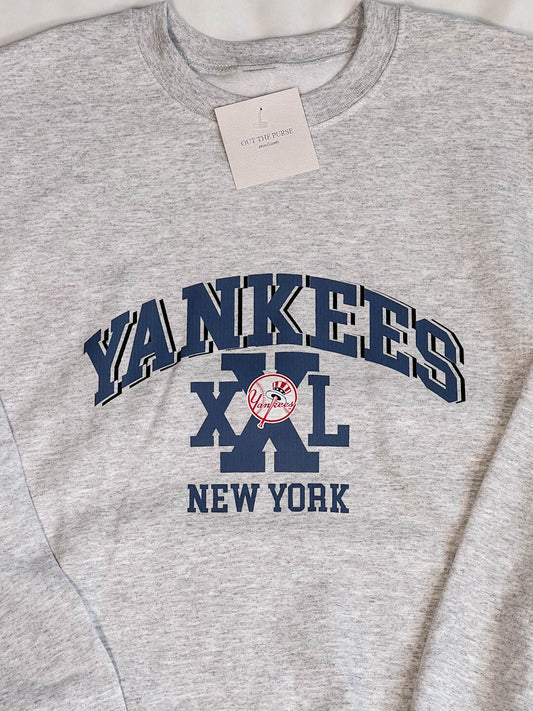 OUT THE PURSE
YANKEES
XXL
Yankees
NEW YORK